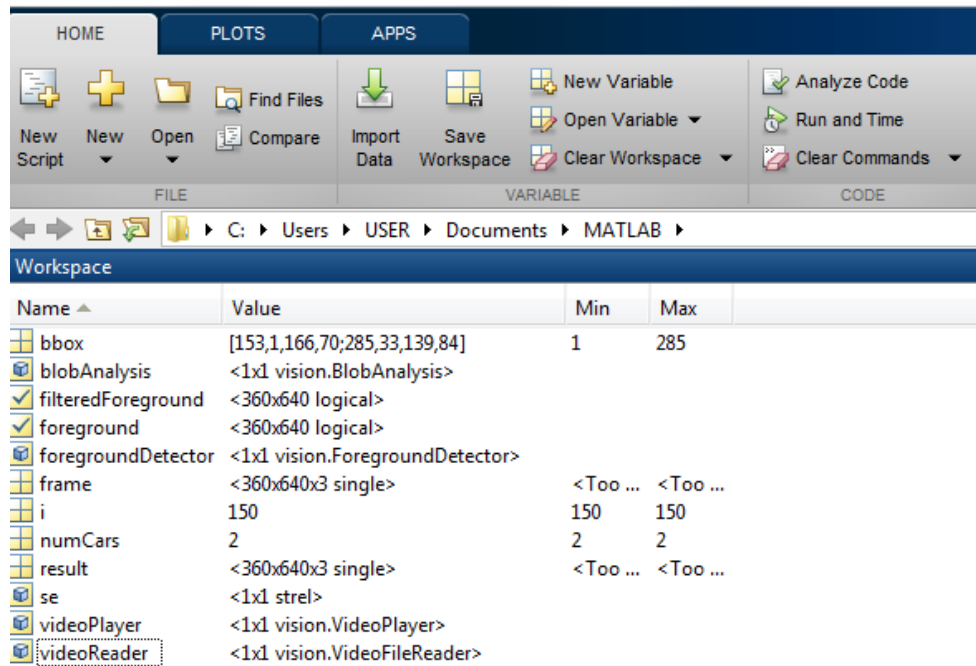 HOME PLOTS APPS
New Script New Open Find Files Compare Import Data Save Workspace New Variable Open Variable Clear Workspace Analyze Code Run and Time Clear Commands
FILE VARIABLE CODE
C: Users USER Documents MATLAB
Workspace
Name Value Min Max
bbox [153,1,166,70;285,33,139,84] 1 285
blobAnalysis <1x1 vision.BlobAnalysis>
filteredForeground <360x640 logical>
foreground <360x640 logical>
foregroundDetector <1x1 vision.ForegroundDetector>
frame <360x640x3 single> <Too ... <Too ...
i 150 150 150
numCars 2 2 2
result <360x640x3 single> <Too ... <Too ...
se <1x1 strel>
videoPlayer <1x1 vision.VideoPlayer>
videoReader <1x1 vision.VideoFileReader>